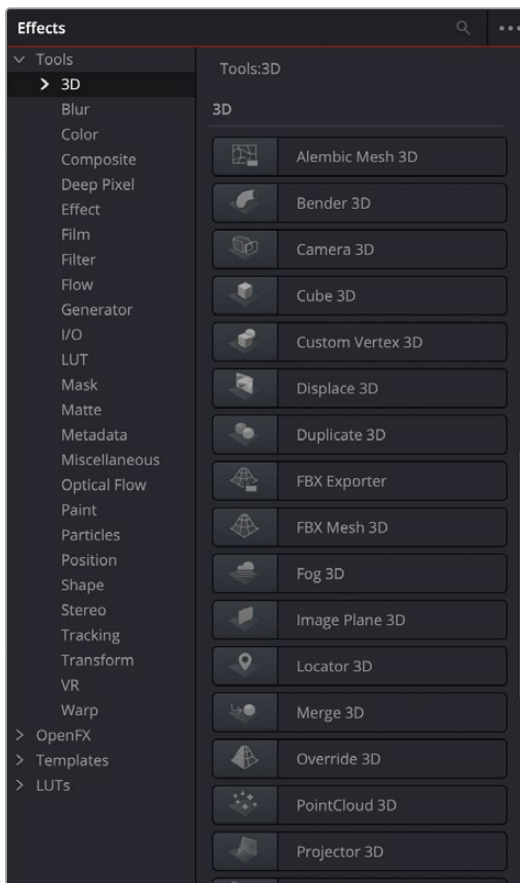 Effects
Tools
3D
Blur
Color
Composite
Deep Pixel
Effect
Film
Filter
Flow
Generator
I/O
LUT
Mask
Matte
Metadata
Miscellaneous
Optical Flow
Paint
Particles
Position
Shape
Stereo
Tracking
Transform
VR
Warp
OpenFX
Templates
LUTs
Tools:3D
3D
Alembic Mesh 3D
Bender 3D
Camera 3D
Cube 3D
Custom Vertex 3D
Displace 3D
Duplicate 3D
FBX Exporter
FBX Mesh 3D
Fog 3D
Image Plane 3D
Locator 3D
Merge 3D
Override 3D
PointCloud 3D
Projector 3D